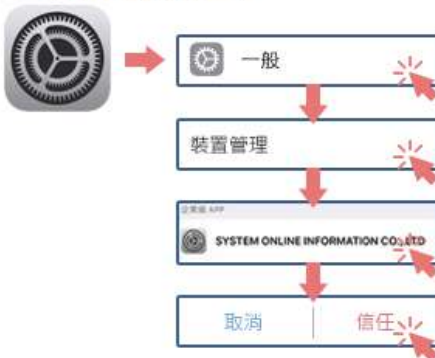 一般
裝置管理
企業級 APP
SYSTEM ONLINE INFORMATION CO.,LTD
取消
信任